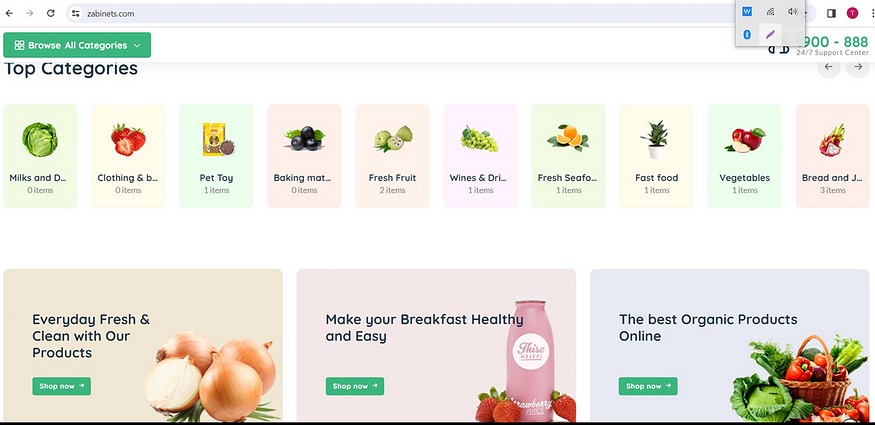 zabinets.com
T
W
Browse All Categories
900 - 888
24/7 Support Center
Top Categories
Milks and D...
0 items
Clothing & b...
0 items
Pet Toy
1 items
Baking mat...
0 items
Fresh Fruit
2 items
Wines & Dri...
1 items
Fresh Seafo...
1 items
Fast food
1 items
Vegetables
1 items
Bread and J...
3 items
Everyday Fresh &
Clean with Our
Products
Shop now
Make your Breakfast Healthy
and Easy
Shop now
Thise
MEJERI
Strawberry
JUICE
The best Organic Products
Online
Shop now